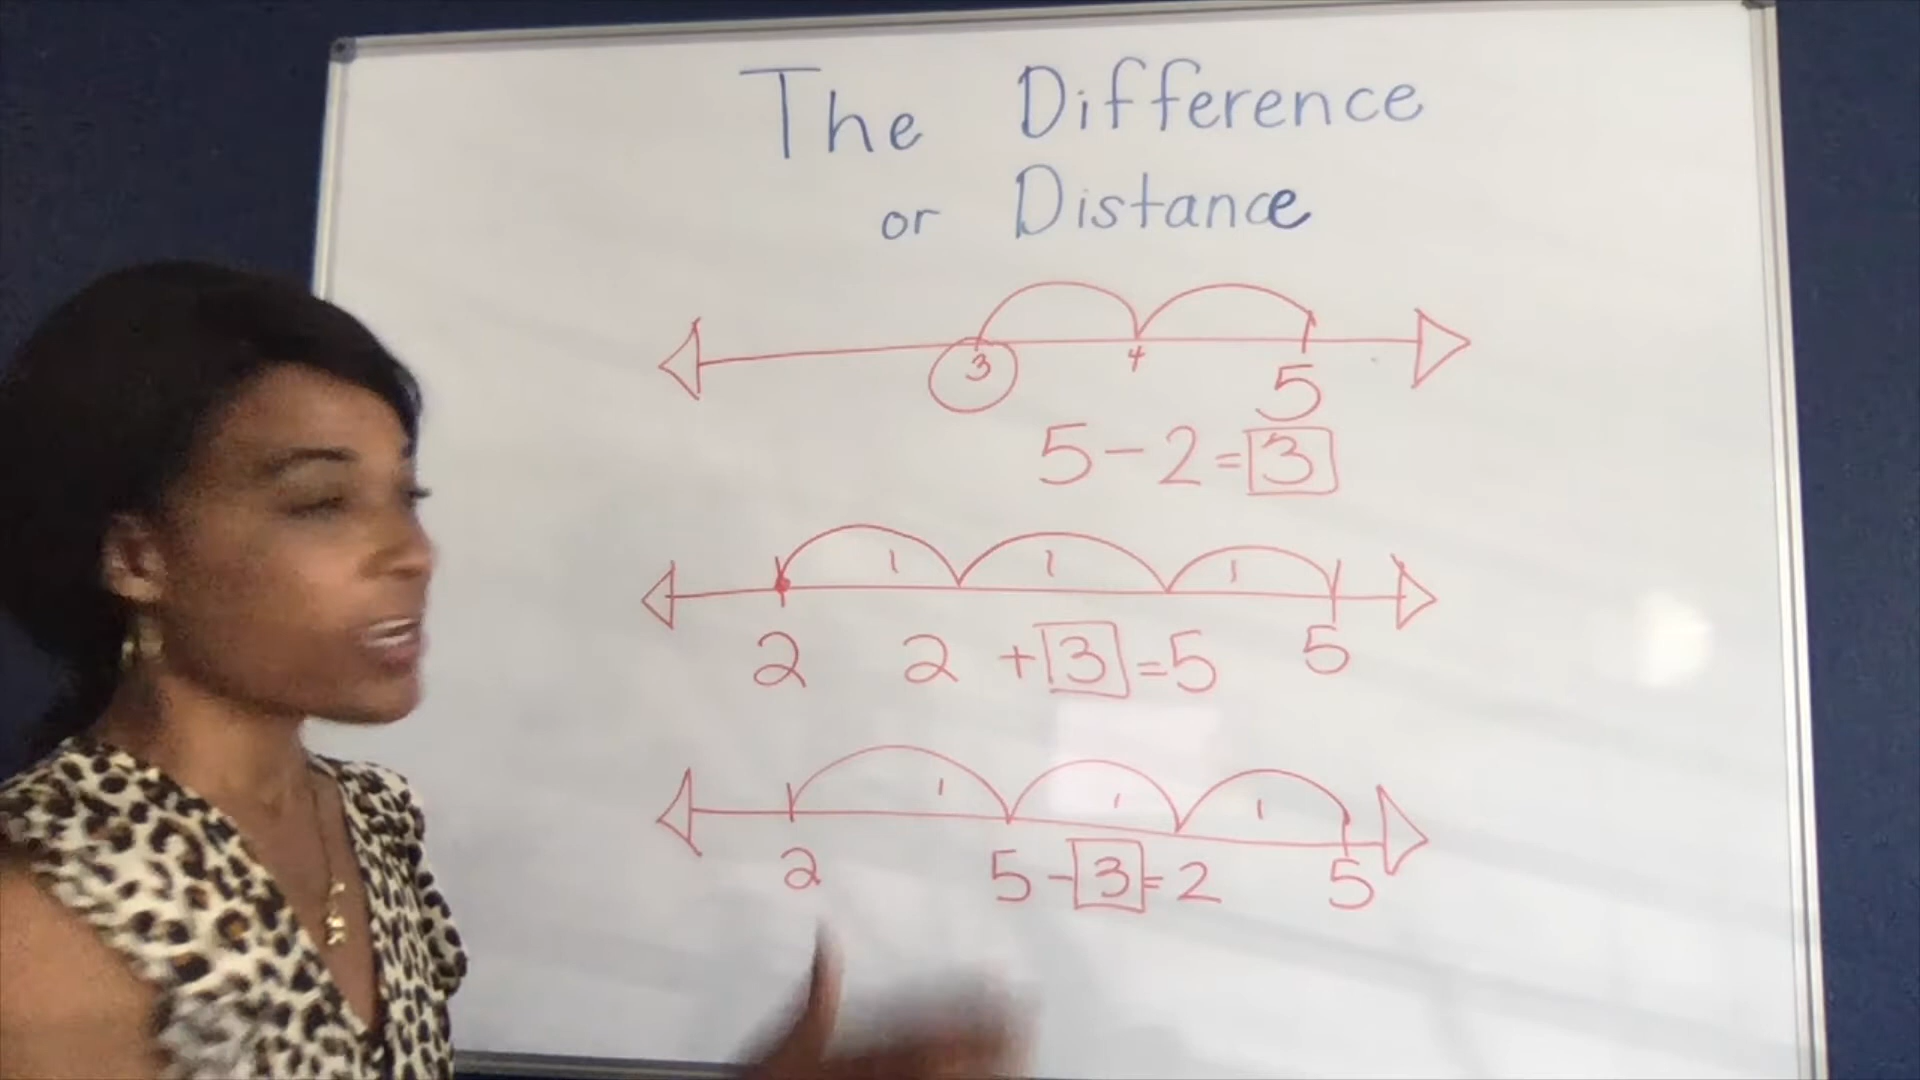 The Difference
or Distance
3 4 5
5 - 2 = 3
1 1 1
2 2 + 3 = 5 5
1 1 1
2 5 - 3 = 2 5